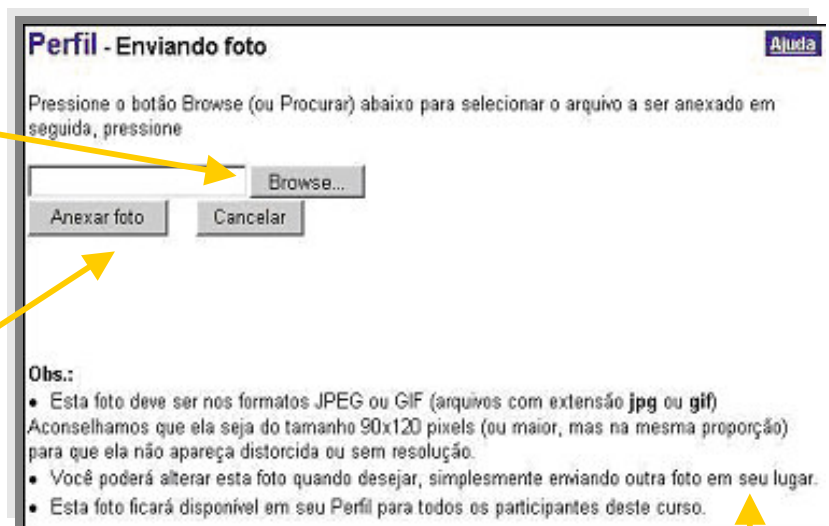 Perfil - Enviando foto
Ajuda
Pressione o botão Browse (ou Procurar) abaixo para selecionar o arquivo a ser anexado em
seguida, pressione
Browse...
Anexar foto
Cancelar
Obs.:
• Esta foto deve ser nos formatos JPEG ou GIF (arquivos com extensão jpg ou gif)
Aconselhamos que ela seja do tamanho 90x120 pixels (ou maior, mas na mesma proporção)
para que ela não apareça distorcida ou sem resolução.
• Você poderá alterar esta foto quando desejar, simplesmente enviando outra foto em seu lugar.
• Esta foto ficará disponível em seu Perfil para todos os participantes deste curso.